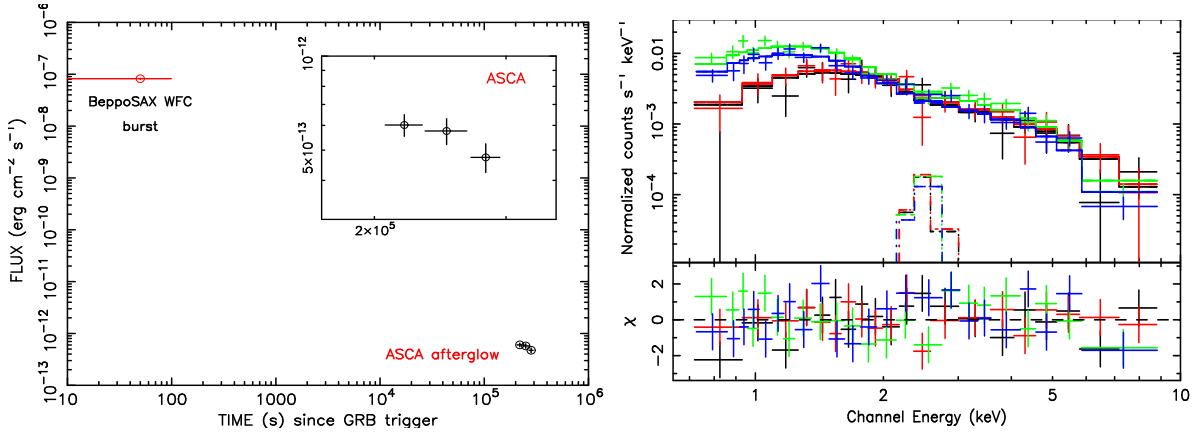 10⁻⁶
10⁻⁷
10⁻⁸
10⁻⁹
10⁻¹⁰
10⁻¹¹
10⁻¹²
10⁻¹³
FLUX (erg cm⁻² s⁻¹)
BeppoSAX WFC
burst
10⁻¹²
5×10⁻¹³
ASCA
2×10⁵
ASCA afterglow
10 100 1000 10⁴ 10⁵ 10⁶
TIME (s) since GRB trigger
0.01
10⁻³
10⁻⁴
Normalized counts s⁻¹ keV⁻¹
2
0
−2
χ
1 2 5 10
Channel Energy (keV)